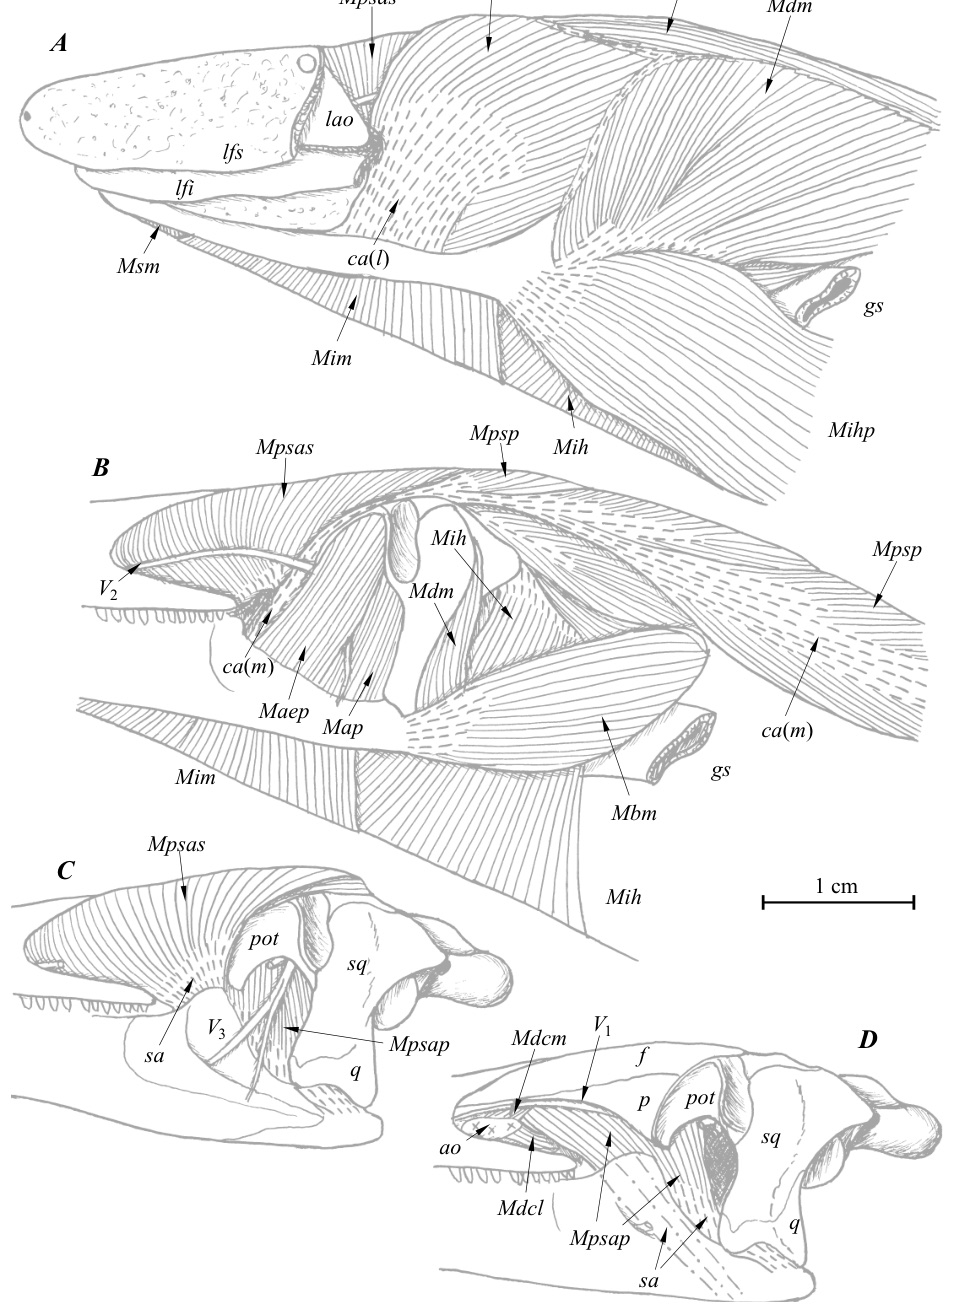 Mpsas
Mdm
A
lao
lfs
lfi
Msm
ca(l)
gs
Mim
Mih
Mihp
B
Mpsas
Mpsp
Mih
Mpsp
V2
Mdm
ca(m)
Maep
Map
ca(m)
gs
Mim
Mbm
Mih
C
Mpsas
1 cm
pot
sq
V3
sa
Mpsap
q
D
V1
Mdcm
f
p
pot
sq
ao
Mdcl
Mpsap
q
sa